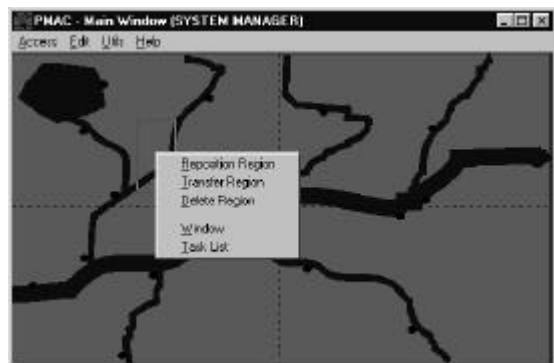 PMAC - Main Window (SYSTEM MANAGER)
Access Edit Utils Help
Reposition Region
Transfer Region
Delete Region
Window
Task List